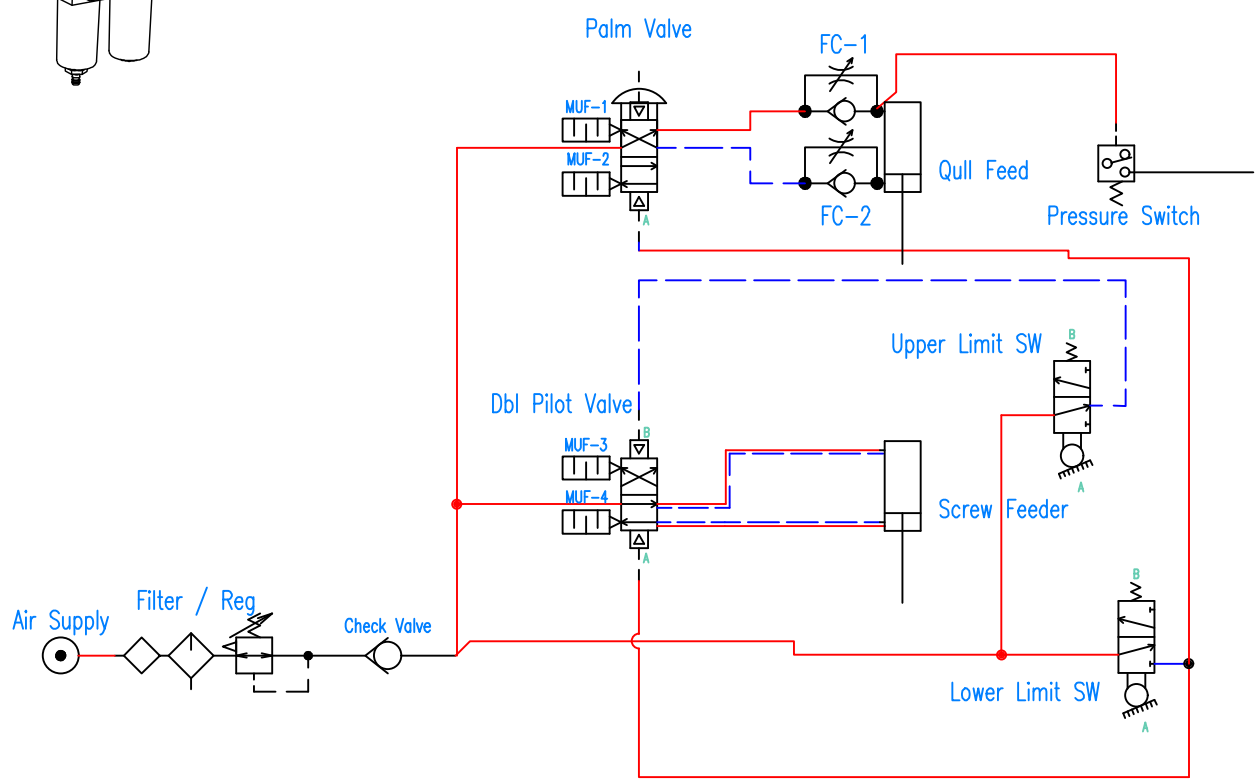 Palm Valve
FC-1
MUF-1
MUF-2
Qull Feed
FC-2
Pressure Switch
A
B
Upper Limit SW
Dbl Pilot Valve
B
MUF-3
A
MUF-4
Screw Feeder
A
B
Filter / Reg
Air Supply
Check Valve
Lower Limit SW
A